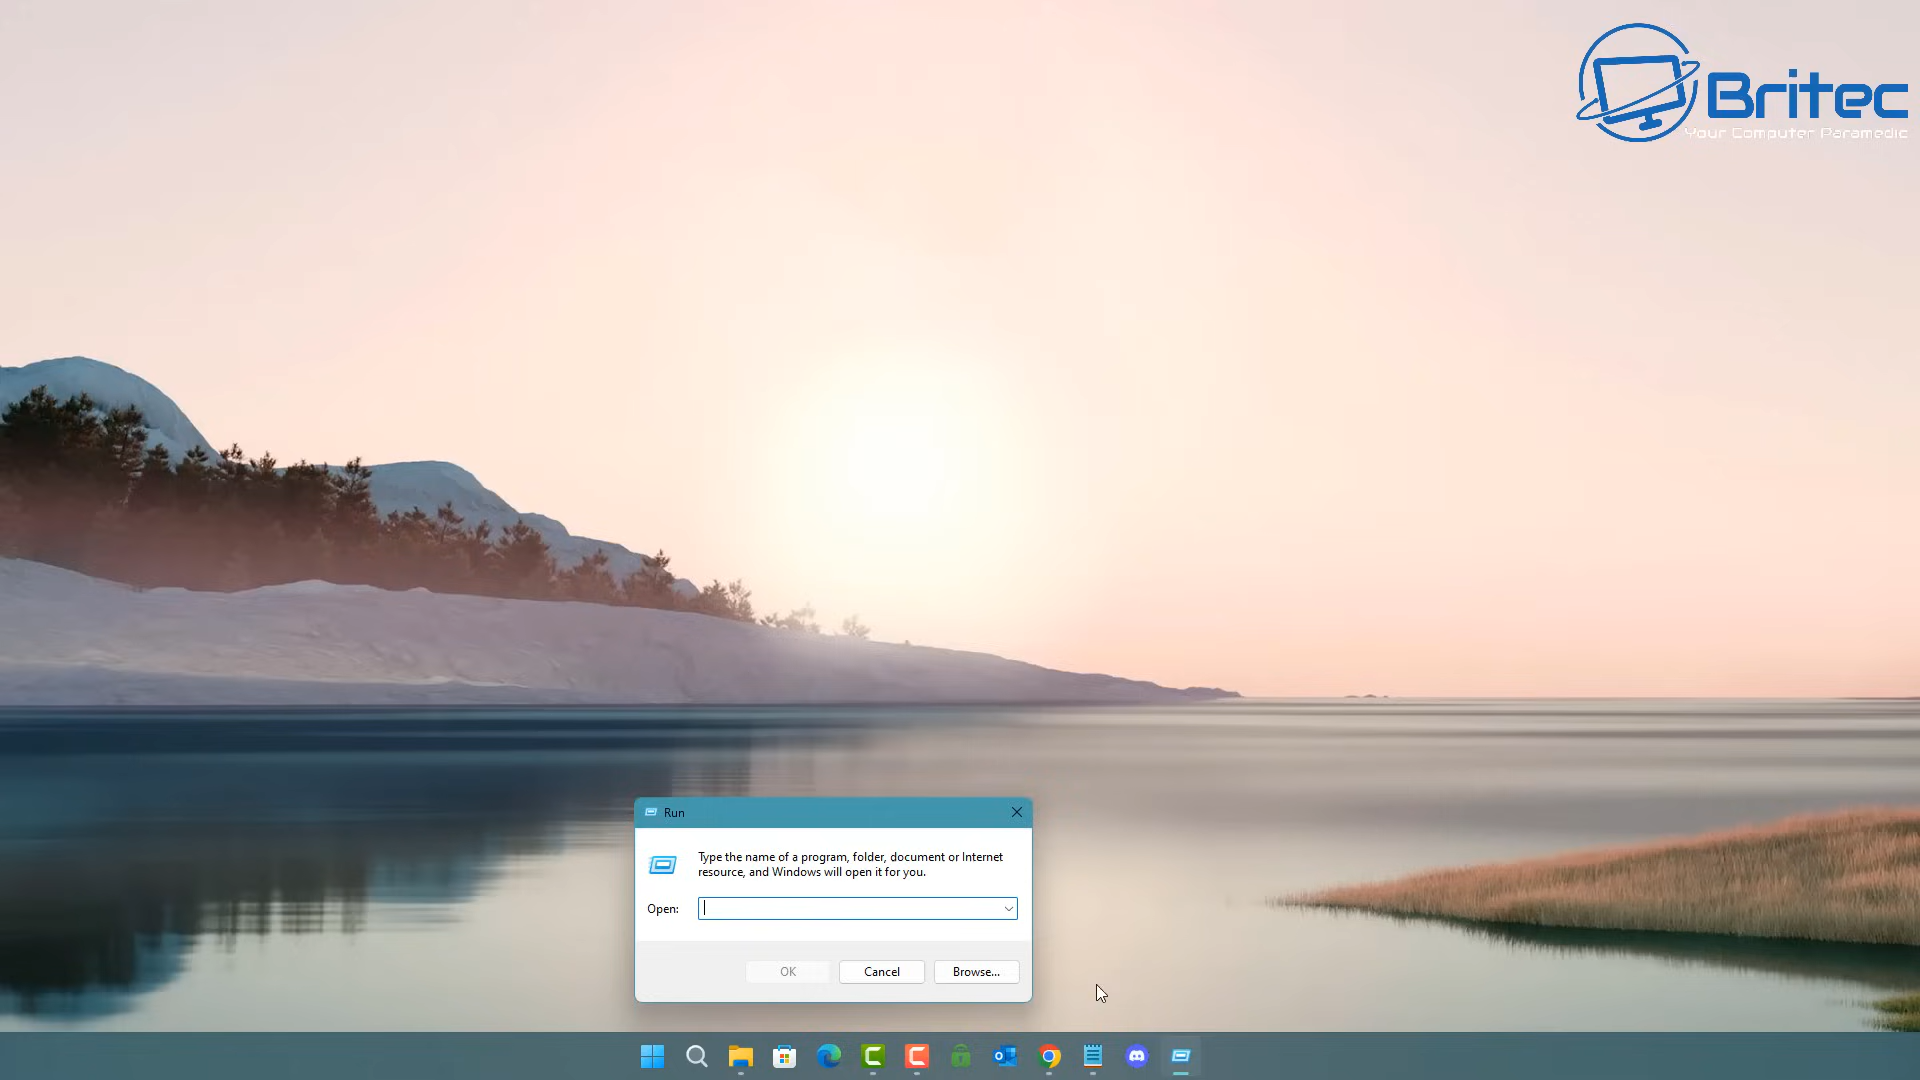 Britec
Your Computer Paramedic
Run
Type the name of a program, folder, document or Internet
resource, and Windows will open it for you.
Open:
OK
Cancel
Browse...